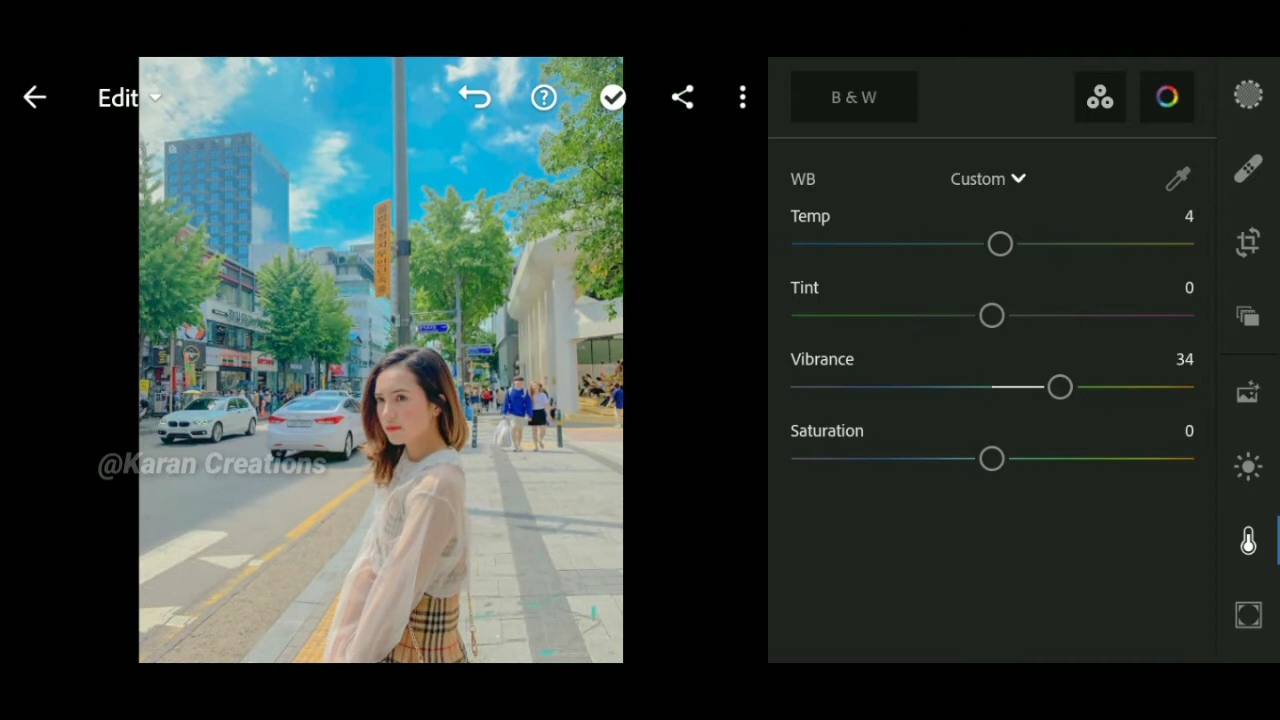 Edit
B & W
WB
Custom
Temp
4
Tint
0
Vibrance
34
Saturation
0
@Karan Creations